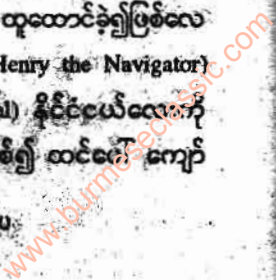 ထူထောင်ခဲ့၍ဖြစ်လေ
Henry the Navigator)
နိုင်ငံငယ်လေးကို
၍ ထင်ပေါ် ကျော်
www.burmeseclassic.com